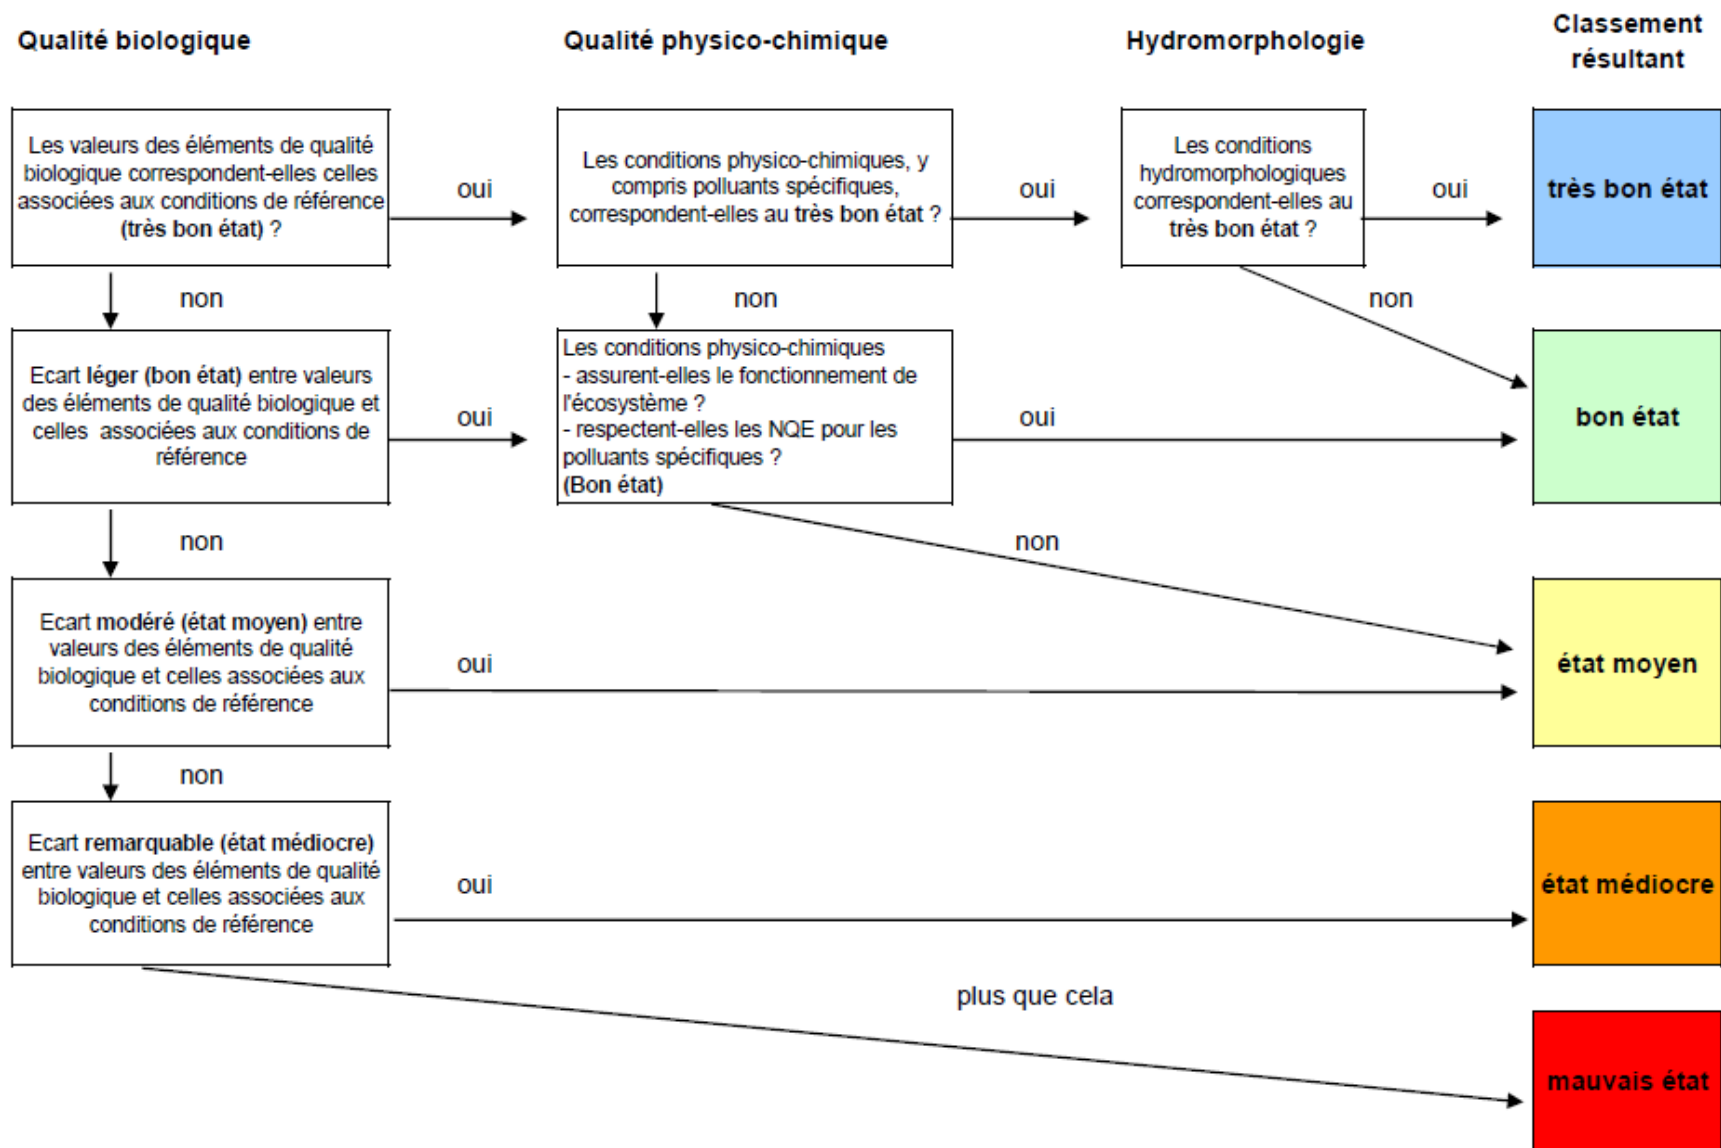 Qualité biologique
Qualité physico-chimique
Hydromorphologie
Classement
résultant
Les valeurs des éléments de qualité
biologique correspondent-elles celles
associées aux conditions de référence
(très bon état) ?
oui
Les conditions physico-chimiques, y
compris polluants spécifiques,
correspondent-elles au très bon état ?
oui
Les conditions
hydromorphologiques
correspondent-elles au
très bon état ?
oui
très bon état
non
non
non
Ecart léger (bon état) entre valeurs
des éléments de qualité biologique et
celles associées aux conditions de
référence
oui
Les conditions physico-chimiques
- assurent-elles le fonctionnement de
l'écosystème ?
- respectent-elles les NQE pour les
polluants spécifiques ?
(Bon état)
oui
bon état
non
non
Ecart modéré (état moyen) entre
valeurs des éléments de qualité
biologique et celles associées aux
conditions de référence
oui
état moyen
non
Ecart remarquable (état médiocre)
entre valeurs des éléments de qualité
biologique et celles associées aux
conditions de référence
oui
état médiocre
plus que cela
mauvais état